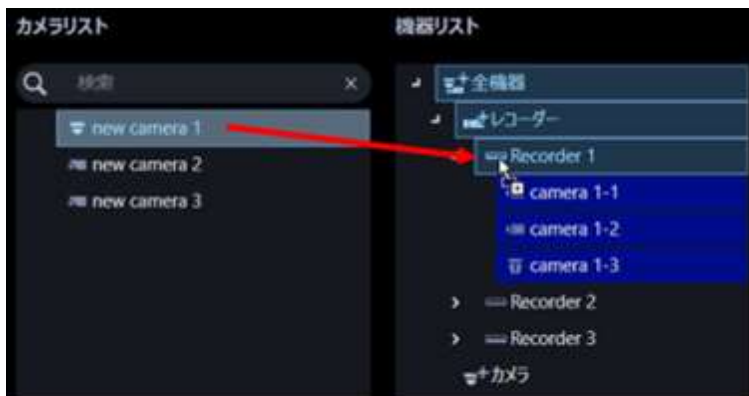 カメラリスト
検索
new camera 1
new camera 2
new camera 3
機器リスト
全機器
レコーダー
Recorder 1
camera 1-1
camera 1-2
camera 1-3
Recorder 2
Recorder 3
カメラ